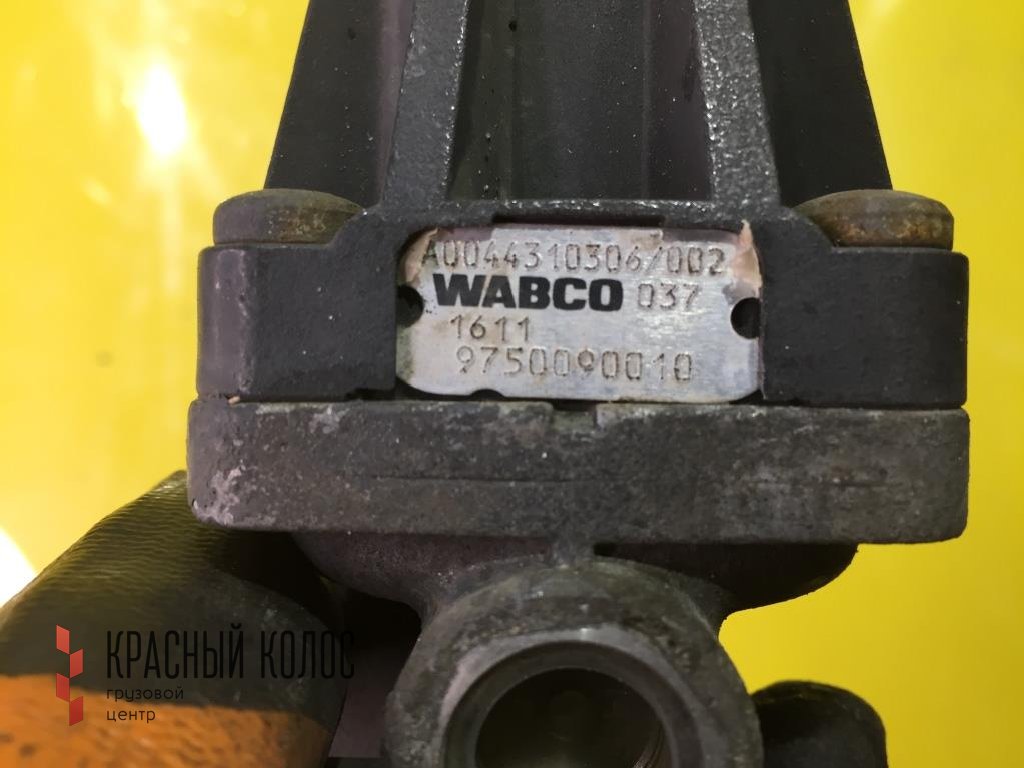 A0044310306/002
WABCO 037
1611
9750090010
КРАСНЫЙ КОЛОС
грузовой
центр